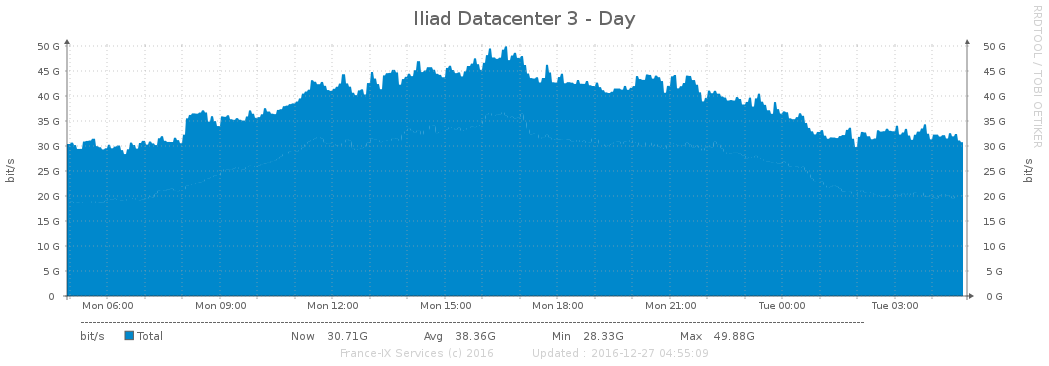 Iliad Datacenter 3 - Day
RRDTOOL / TOBI OETIKER
50 G 50 G
45 G 45 G
40 G 40 G
35 G 35 G
30 G 30 G
25 G 25 G
20 G 20 G
15 G 15 G
10 G 10 G
5 G 5 G
0 0 G
bit/s bit/s
Mon 06:00 Mon 09:00 Mon 12:00 Mon 15:00 Mon 18:00 Mon 21:00 Tue 00:00 Tue 03:00
bit/s Total Now 30.71G Avg 38.36G Min 28.33G Max 49.88G
France-IX Services (c) 2016 Updated : 2016-12-27 04:55:09